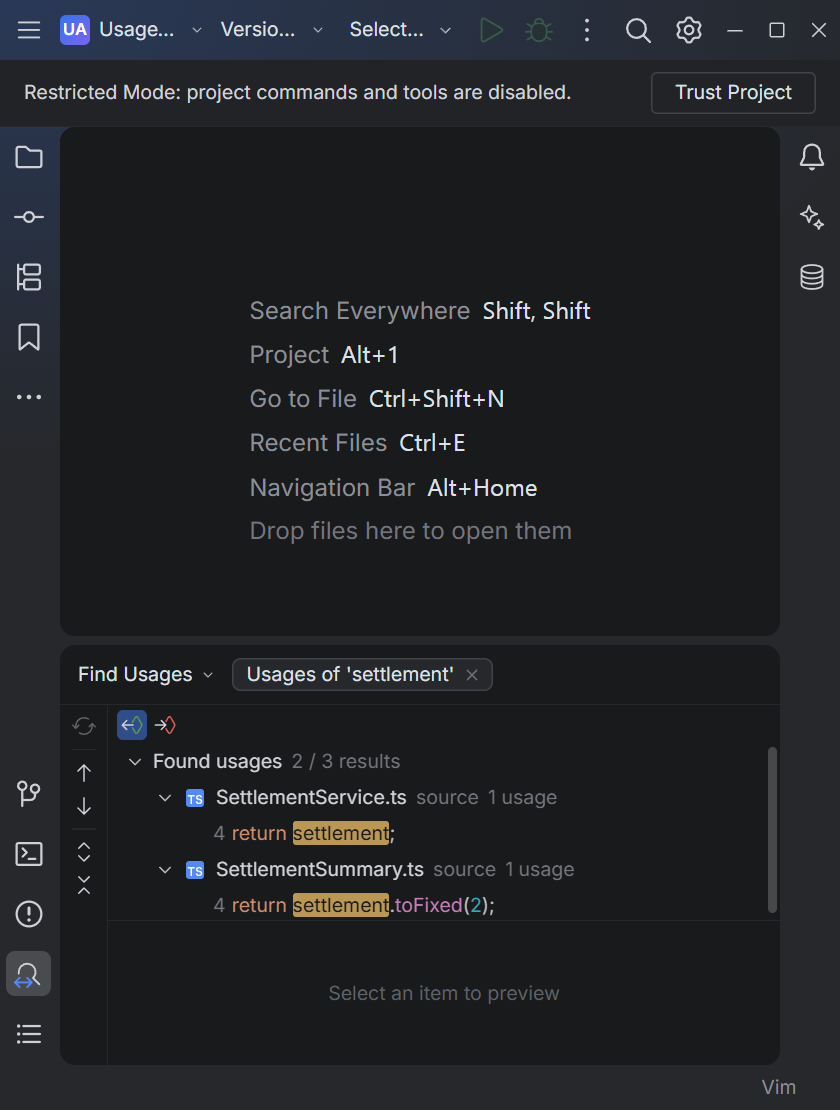 UA Usage... Versio... Select...
Restricted Mode: project commands and tools are disabled. Trust Project
Search Everywhere Shift, Shift
Project Alt+1
Go to File Ctrl+Shift+N
Recent Files Ctrl+E
Navigation Bar Alt+Home
Drop files here to open them
Find Usages Usages of 'settlement'
Found usages 2 / 3 results
TS SettlementService.ts source 1 usage
4 return settlement;
TS SettlementSummary.ts source 1 usage
4 return settlement.toFixed(2);
Select an item to preview
Vim